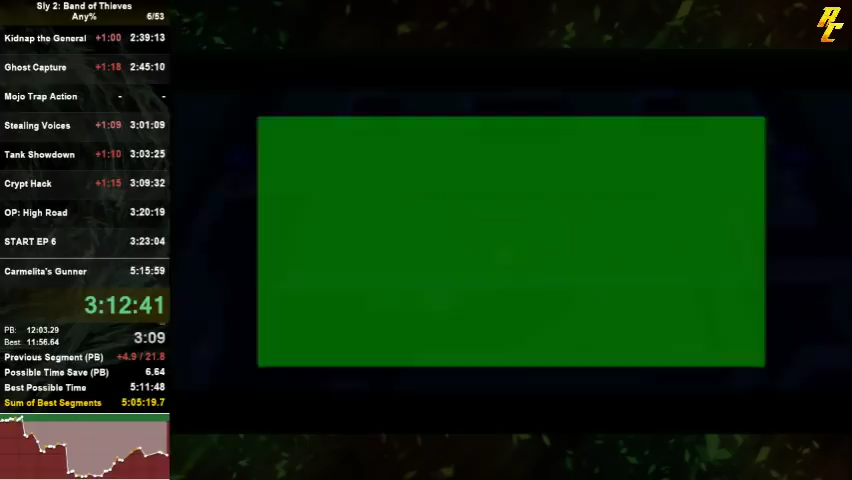 Sly 2: Band of Thieves
Any% 6/53
Kidnap the General +1:00 2:39:13
Ghost Capture +1:18 2:45:10
Mojo Trap Action - -
Stealing Voices +1:09 3:01:09
Tank Showdown +1:10 3:03:25
Crypt Hack +1:15 3:09:32
OP: High Road 3:20:19
START EP 6 3:23:04
Carmelita's Gunner 5:15:59
3:12:41
PB: 12:03.29
Best: 11:56.64
3:09
Previous Segment (PB) +4.9 / 21.8
Possible Time Save (PB) 6.64
Best Possible Time 5:11:48
Sum of Best Segments 5:05:19.7